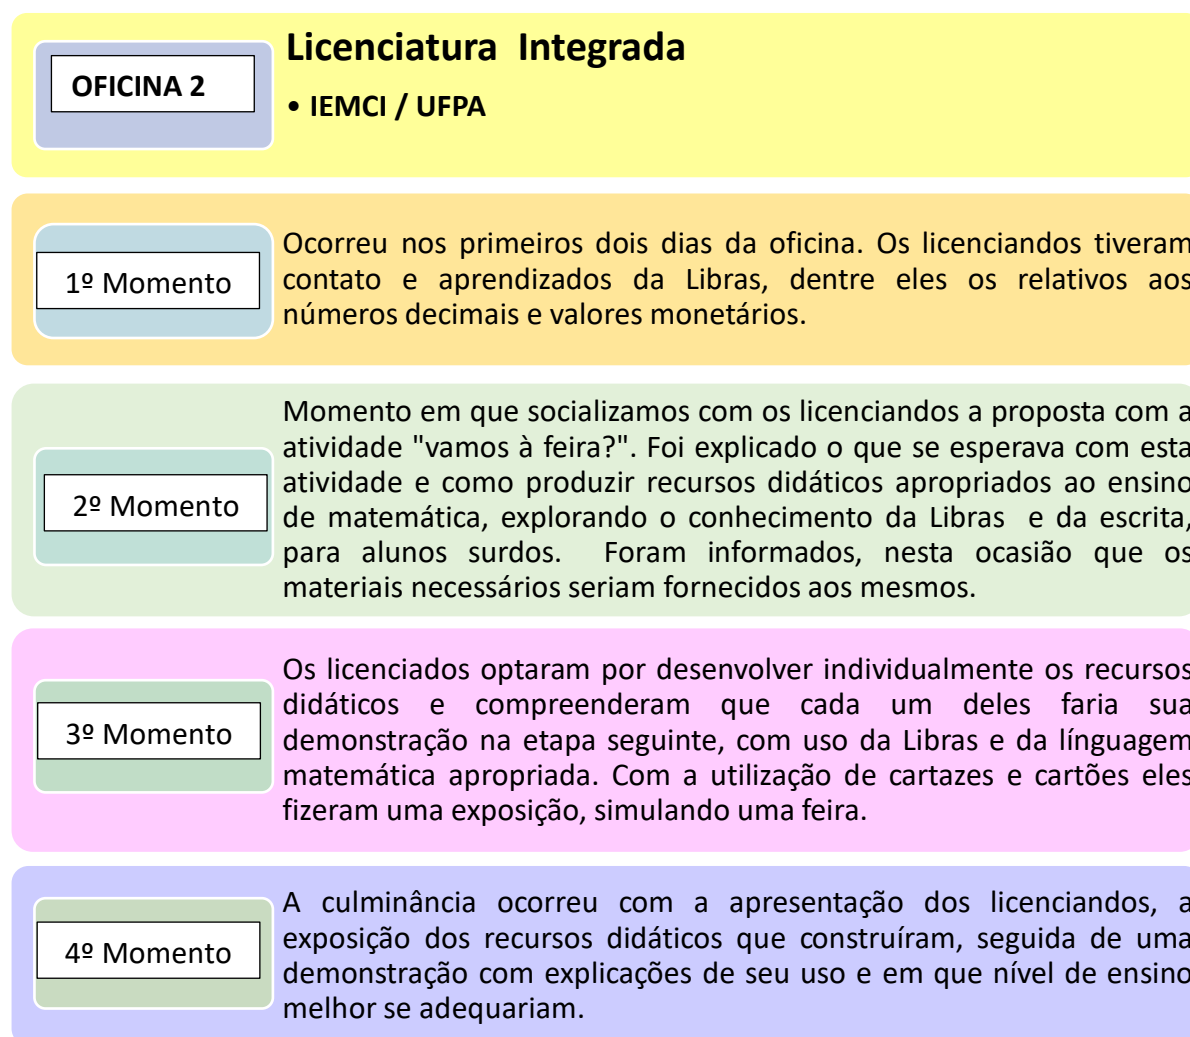 OFICINA 2
Licenciatura Integrada
• IEMCI / UFPA
1º Momento
Ocorreu nos primeiros dois dias da oficina. Os licenciandos tiveram
contato e aprendizados da Libras, dentre eles os relativos aos
números decimais e valores monetários.
2º Momento
Momento em que socializamos com os licenciandos a proposta com a
atividade "vamos à feira?". Foi explicado o que se esperava com esta
atividade e como produzir recursos didáticos apropriados ao ensino
de matemática, explorando o conhecimento da Libras e da escrita,
para alunos surdos. Foram informados, nesta ocasião que os
materiais necessários seriam fornecidos aos mesmos.
3º Momento
Os licenciados optaram por desenvolver individualmente os recursos
didáticos e compreenderam que cada um deles faria sua
demonstração na etapa seguinte, com uso da Libras e da línguagem
matemática apropriada. Com a utilização de cartazes e cartões eles
fizeram uma exposição, simulando uma feira.
4º Momento
A culminância ocorreu com a apresentação dos licenciandos, a
exposição dos recursos didáticos que construíram, seguida de uma
demonstração com explicações de seu uso e em que nível de ensino
melhor se adequariam.